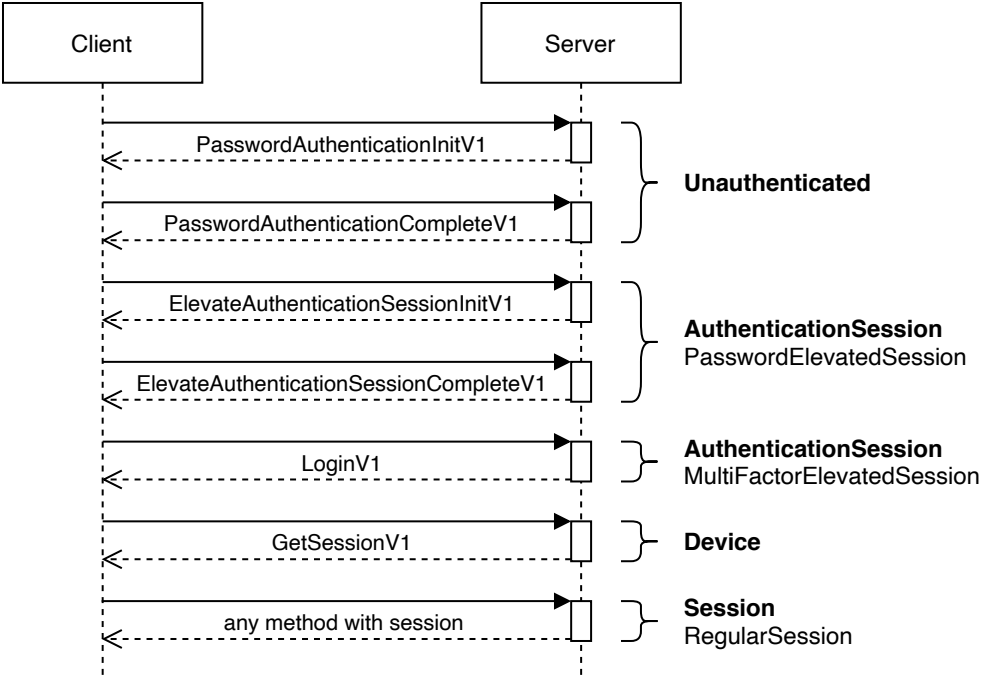 Client
Server
PasswordAuthenticationInitV1
Unauthenticated
PasswordAuthenticationCompleteV1
ElevateAuthenticationSessionInitV1
AuthenticationSession
PasswordElevatedSession
ElevateAuthenticationSessionCompleteV1
AuthenticationSession
LoginV1
MultiFactorElevatedSession
GetSessionV1
Device
Session
any method with session
RegularSession